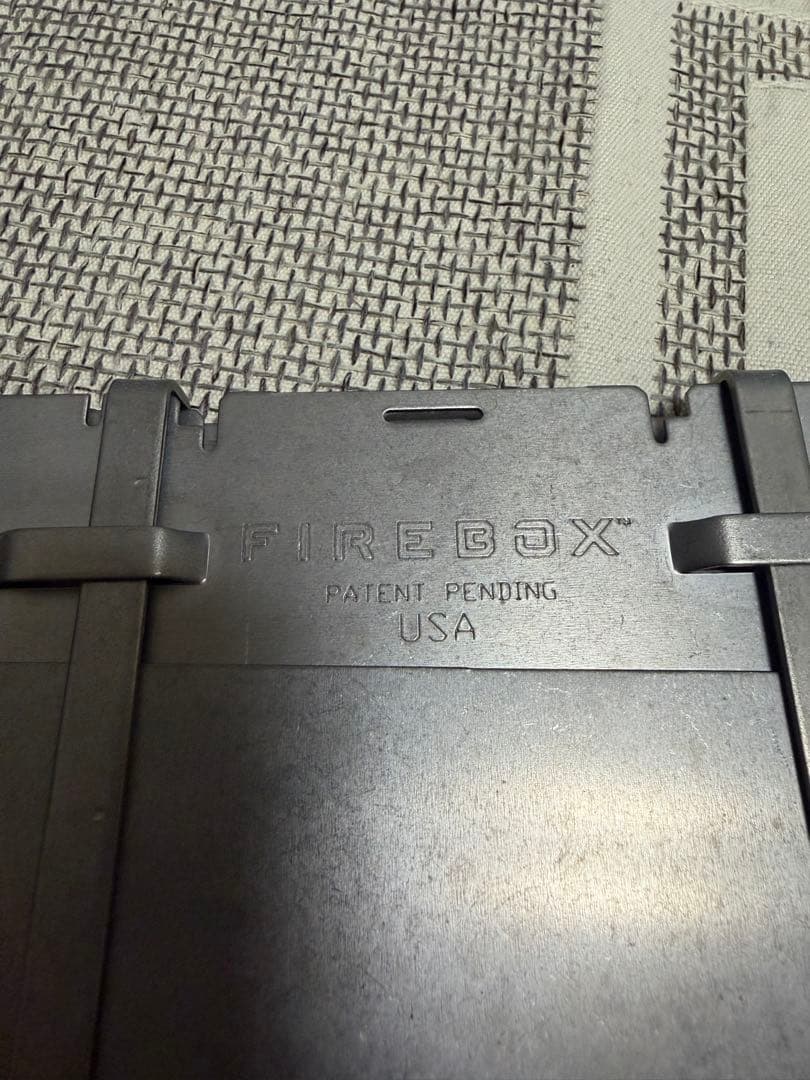 FIREBOX™
PATENT PENDING
USA